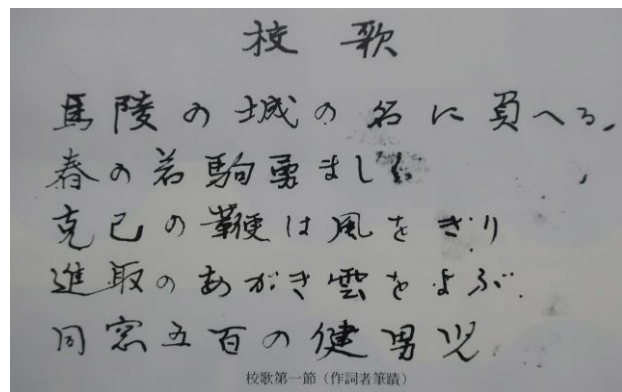 校歌
馬陵の城の名に負へる、
春の若駒勇ましく
克己の鞭は風をきり
進取のあがき雲をよぶ
同窓五百の健男児
校歌第一節(作詞者筆蹟)